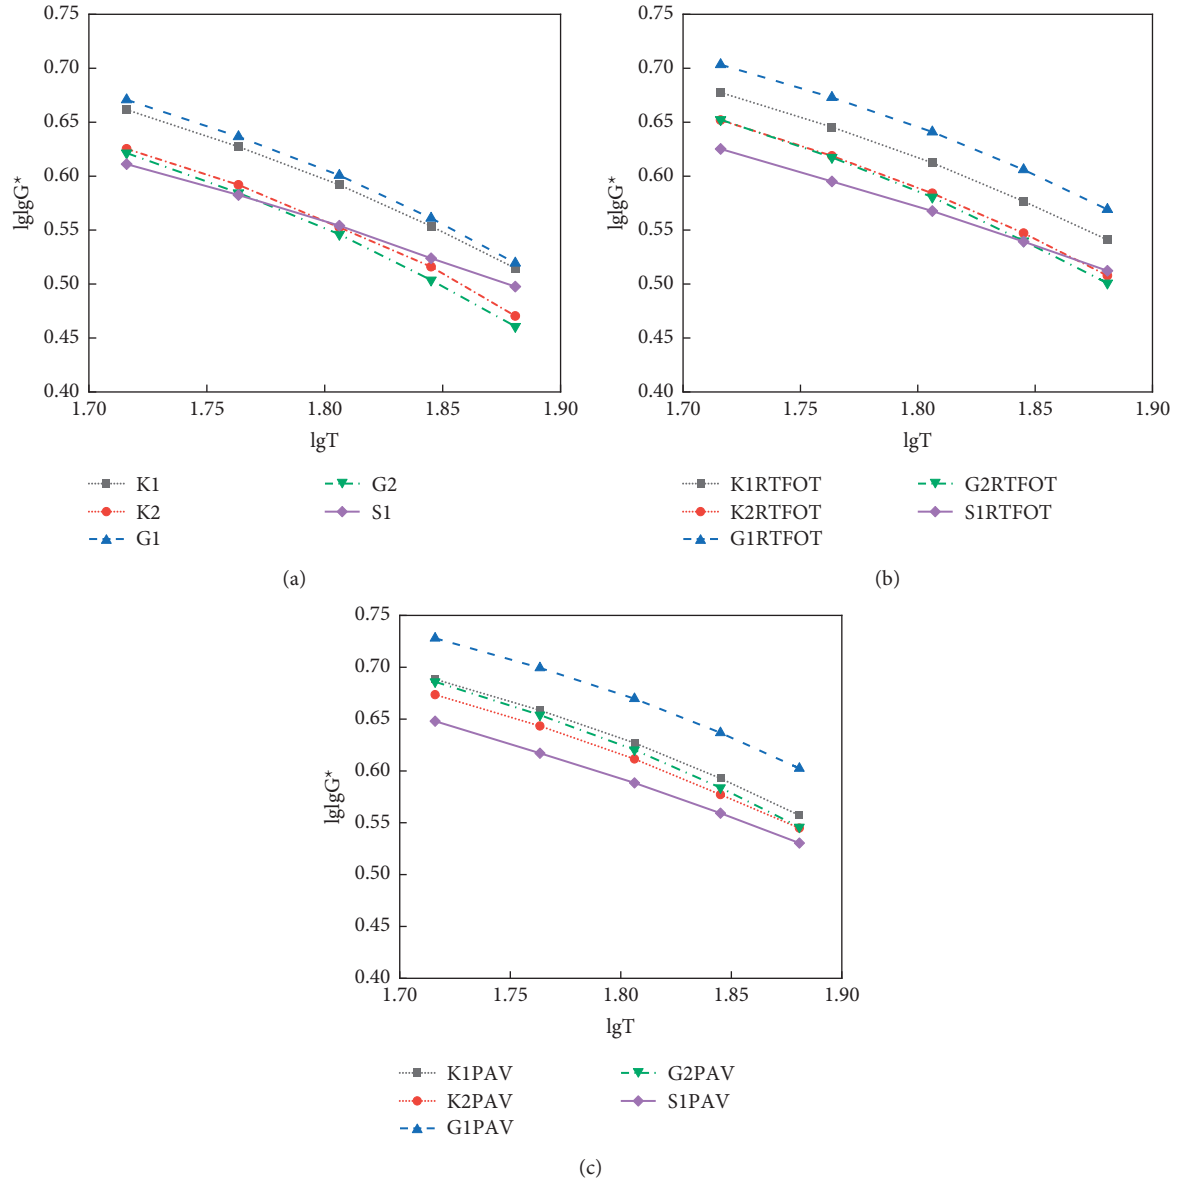 0.75
0.70
0.65
0.60
0.55
0.50
0.45
0.40
lglgG*
1.70 1.75 1.80 1.85 1.90
lgT
K1
K2
G1
G2
S1
(a)
0.75
0.70
0.65
0.60
0.55
0.50
0.45
0.40
lglgG*
1.70 1.75 1.80 1.85 1.90
lgT
K1RTFOT
K2RTFOT
G1RTFOT
G2RTFOT
S1RTFOT
(b)
0.75
0.70
0.65
0.60
0.55
0.50
0.45
0.40
lglgG*
1.70 1.75 1.80 1.85 1.90
lgT
K1PAV
K2PAV
G1PAV
G2PAV
S1PAV
(c)